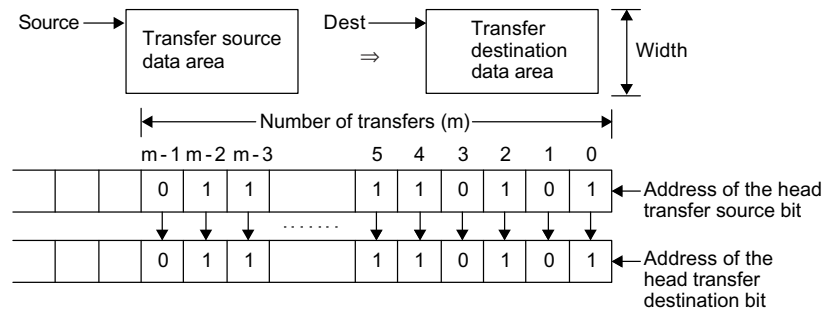 Source
Transfer source
data area
Dest
⇒
Transfer
destination
data area
Width
Number of transfers (m)
m - 1 m - 2 m - 3 5 4 3 2 1 0
0 1 1 1 1 0 1 0 1
Address of the head
transfer source bit
.......
0 1 1 1 1 0 1 0 1
Address of the
head transfer
destination bit